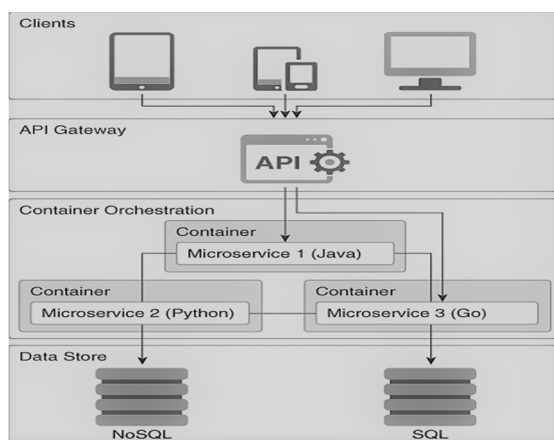 Clients
API Gateway
API
Container Orchestration
Container
Microservice 1 (Java)
Container
Microservice 2 (Python)
Container
Microservice 3 (Go)
Data Store
NoSQL
SQL